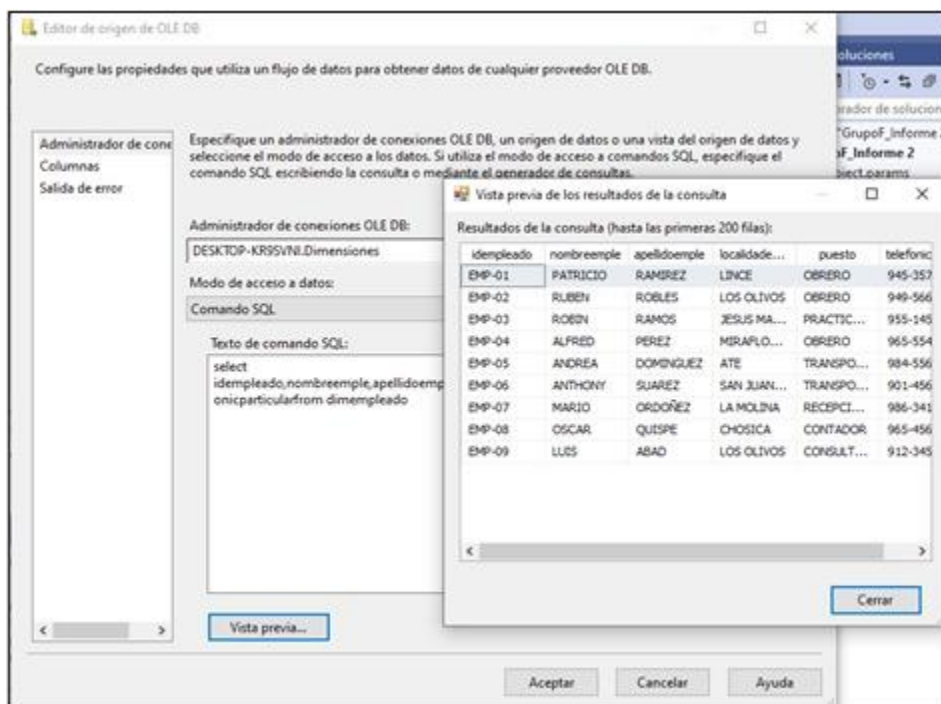 Editor de origen de OLE DB
Configure las propiedades que utiliza un flujo de datos para obtener datos de cualquier proveedor OLE DB.
Administrador de cone
Columnas
Salida de error
Especifique un administrador de conexiones OLE DB, un origen de datos o una vista del origen de datos y
seleccione el modo de acceso a los datos. Si utiliza el modo de acceso a comandos SQL, especifique el
comando SQL escribiendo la consulta o mediante el generador de consultas.
Administrador de conexiones OLE DB:
DESKTOP-KR9SVNI.Dimensiones
Modo de acceso a datos:
Comando SQL
Texto de comando SQL:
select
idempleado,nombreemple,apellidoemp
onicparticularfrom dimempleado
Vista previa...
Aceptar Cancelar Ayuda
Vista previa de los resultados de la consulta
Resultados de la consulta (hasta las primeras 200 filas):
idempleado nombreemple apellidoemple localidade... puesto telefonic
EMP-01 PATRICIO RAMIREZ LINCE OBRERO 945-357
EMP-02 RUBEN ROBLES LOS OLIVOS OBRERO 949-566
EMP-03 ROBIN RAMOS JESUS MA... PRACTIC... 955-145
EMP-04 ALFRED PEREZ MIRAFLO... OBRERO 965-554
EMP-05 ANDREA DOMINGUEZ ATE TRANSPO... 984-556
EMP-06 ANTHONY SUAREZ SAN JUAN... TRANSPO... 901-456
EMP-07 MARIO ORDOÑEZ LA MOLINA RECEPCI... 986-341
EMP-08 OSCAR QUISPE CHOSICA CONTADOR 965-456
EMP-09 LUIS ABAD LOS OLIVOS CONSULT... 912-345
Cerrar
oluciones
rador de solucion
"GrupoF_Informe
oF_Informe 2
oject.params